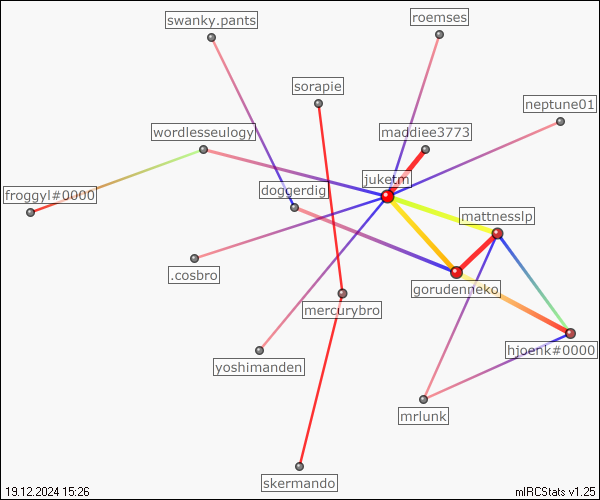 swanky.pants
roemses
sorapie
neptune01
wordlesseulogy
maddiee3773
juketm
froggyl#0000
doggerdig
mattnesslp
.cosbro
gorudenneko
mercurybro
hjoenk#0000
yoshimanden
mrlunk
skermando
19.12.2024 15:26
mIRCStats v1.25